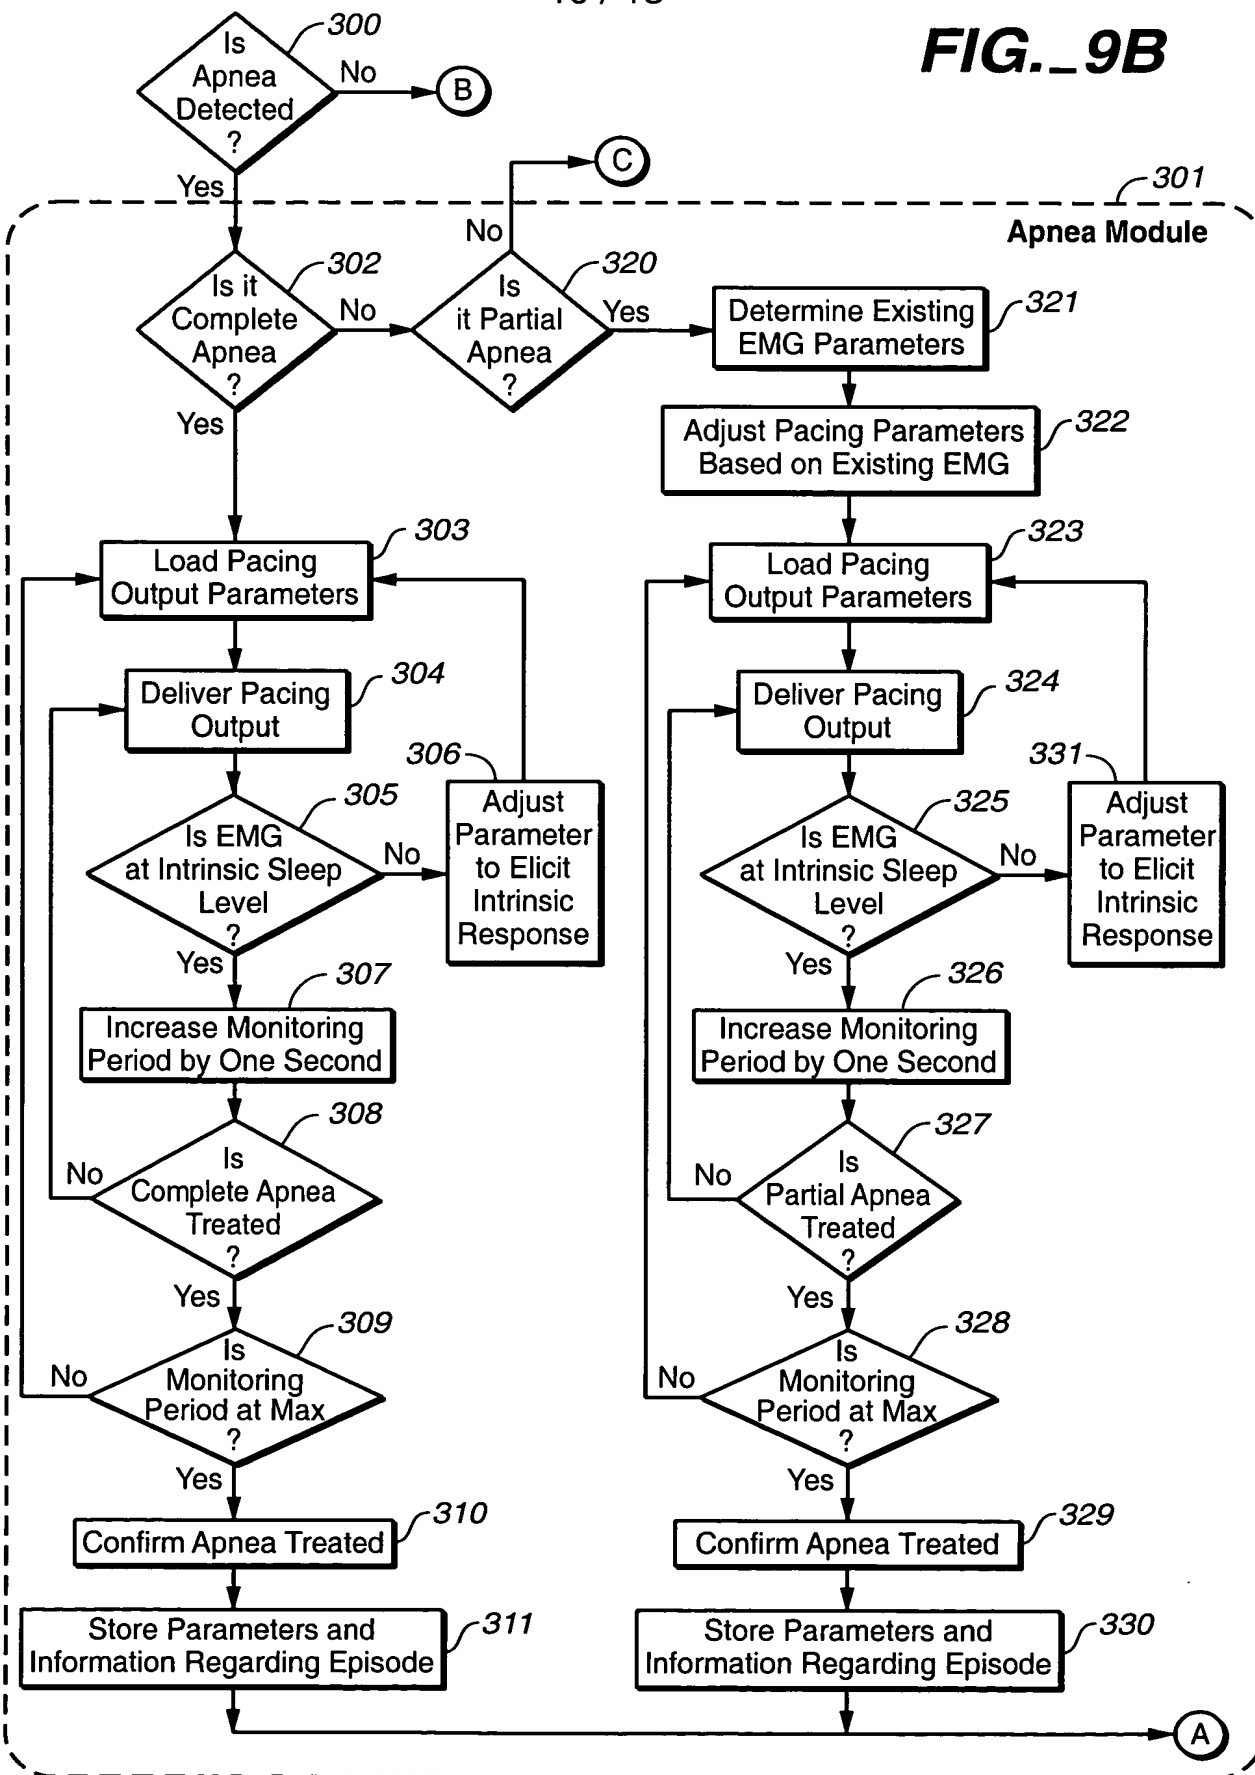 FIG._9B
300
Is
Apnea
Detected
?
No
B
Yes
C
301
Apnea Module
No
302
Is it
Complete
Apnea
?
No
320
Is
it Partial
Apnea
?
Yes
Determine Existing
EMG Parameters
321
Yes
Adjust Pacing Parameters
Based on Existing EMG
322
Load Pacing
Output Parameters
303
Load Pacing
Output Parameters
323
Deliver Pacing
Output
304
Deliver Pacing
Output
324
305
Is EMG
at Intrinsic Sleep
Level
?
No
306
Adjust
Parameter
to Elicit
Intrinsic
Response
325
Is EMG
at Intrinsic Sleep
Level
?
No
331
Adjust
Parameter
to Elicit
Intrinsic
Response
Yes
307
Increase Monitoring
Period by One Second
Yes
326
Increase Monitoring
Period by One Second
308
No
Is
Complete Apnea
Treated
?
327
No
Is
Partial Apnea
Treated
?
Yes
309
No
Is
Monitoring
Period at Max
?
Yes
328
No
Is
Monitoring
Period at Max
?
Yes
310
Confirm Apnea Treated
Yes
329
Confirm Apnea Treated
311
Store Parameters and
Information Regarding Episode
330
Store Parameters and
Information Regarding Episode
A